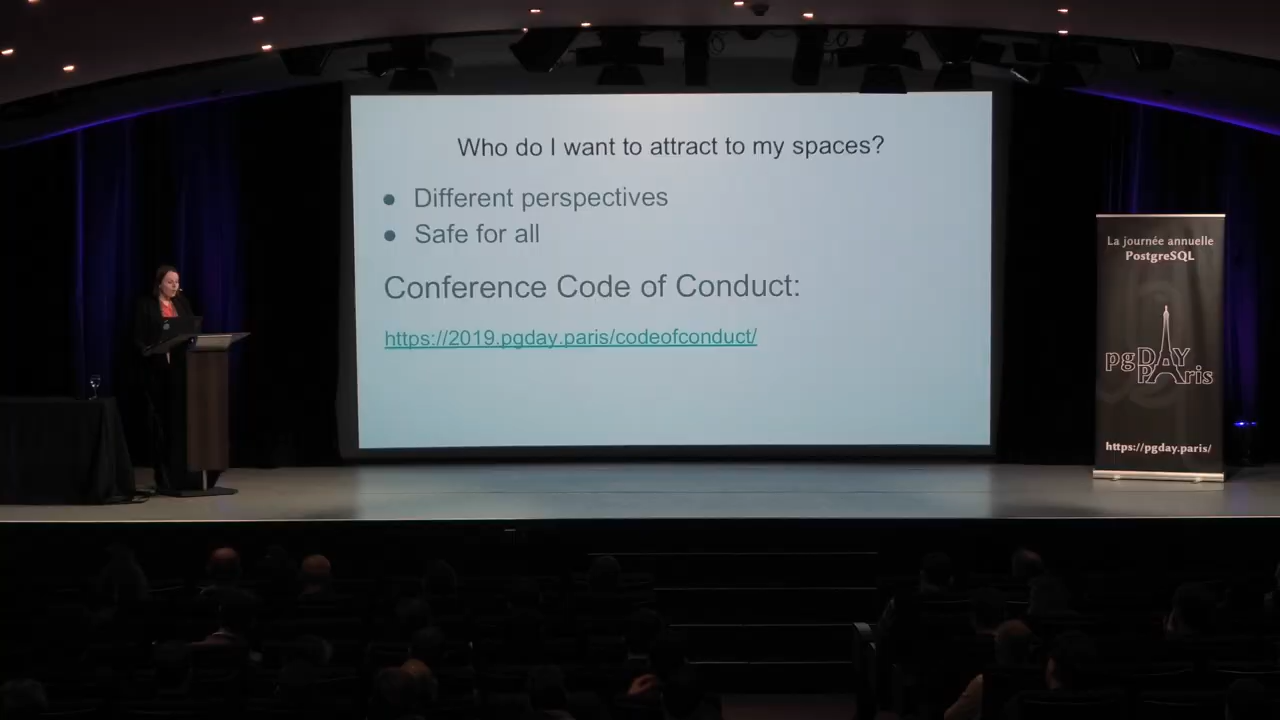 Who do I want to attract to my spaces?
● Different perspectives
● Safe for all
Conference Code of Conduct:
https://2019.pgday.paris/codeofconduct/
La journée annuelle
PostgreSQL
pgDAY
PAris
https://pgday.paris/